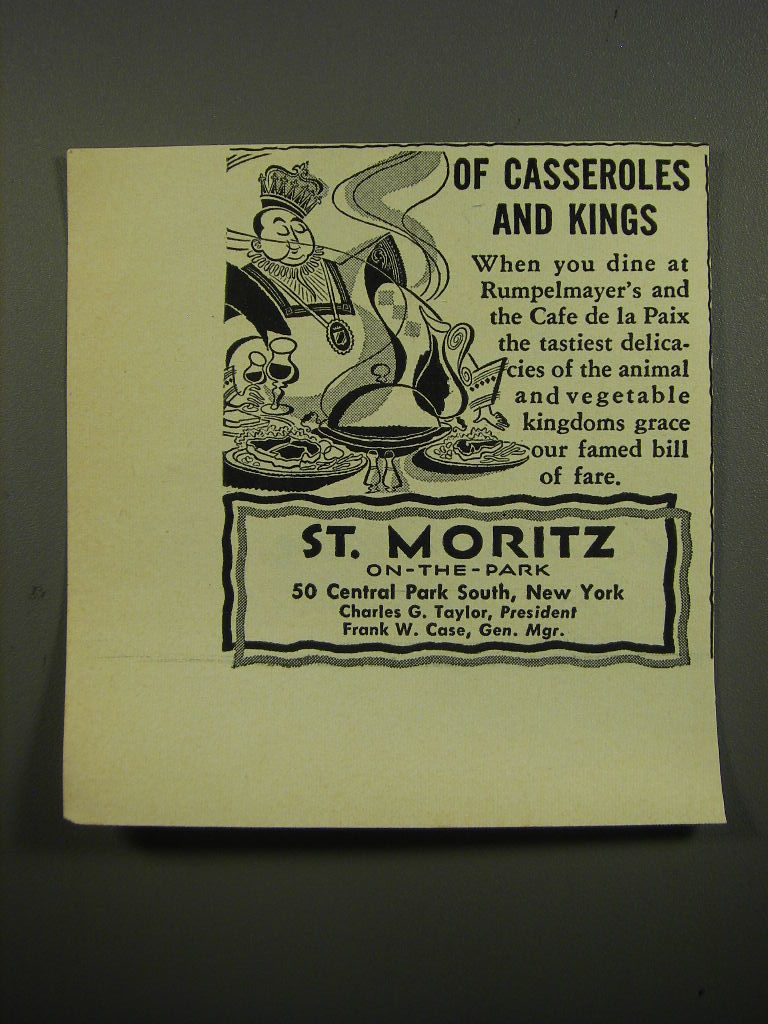 OF CASSEROLES
AND KINGS
When you dine at
Rumpelmayer's and
the Cafe de la Paix
the tastiest delica-
cies of the animal
and vegetable
kingdoms grace
our famed bill
of fare.
ST. MORITZ
ON-THE-PARK
50 Central Park South, New York
Charles G. Taylor, President
Frank W. Case, Gen. Mgr.